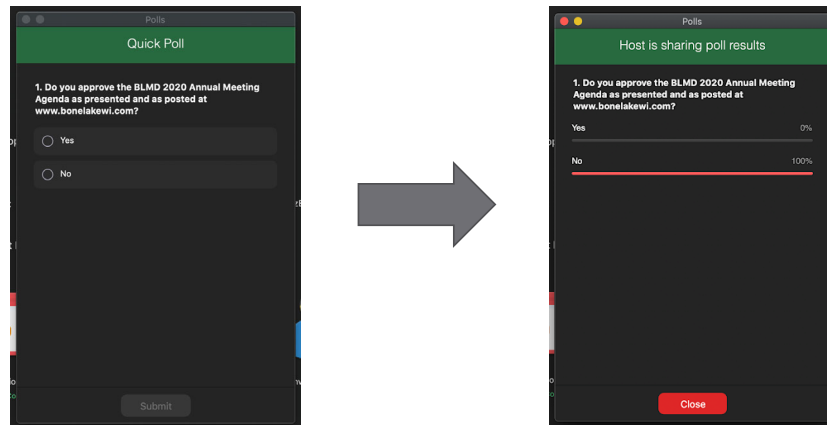 Polls
Quick Poll
1. Do you approve the BLMD 2020 Annual Meeting
Agenda as presented and as posted at
www.bonelakewi.com?
Yes
No
Submit
Polls
Host is sharing poll results
1. Do you approve the BLMD 2020 Annual Meeting
Agenda as presented and as posted at
www.bonelakewi.com?
Yes 0%
No 100%
Close